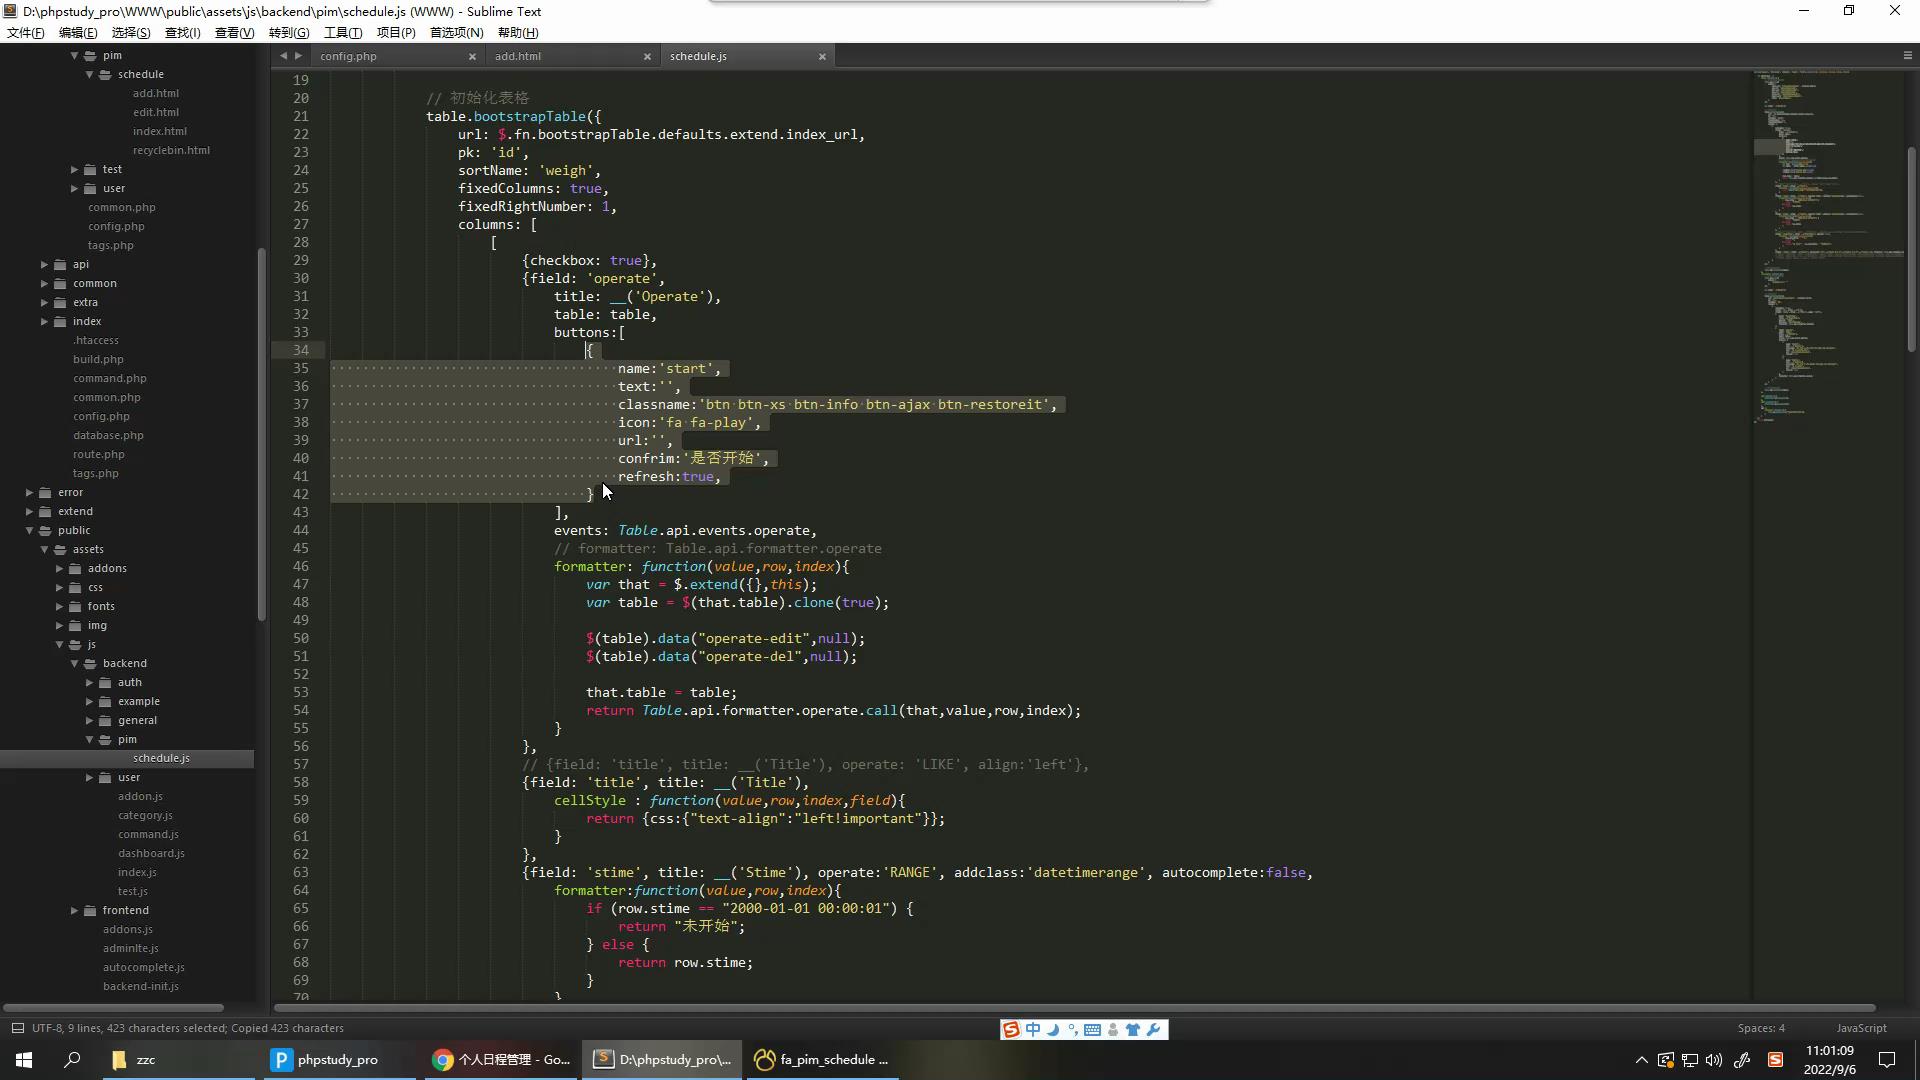 D:\phpstudy_pro\WWW\public\assets\js\backend\pim\schedule.js (WWW) - Sublime Text
文件(F) 编辑(E) 选择(S) 查找(I) 查看(V) 转到(G) 工具(T) 项目(P) 首选项(N) 帮助(H)
config.php
add.html
schedule.js
pim
schedule
add.html
edit.html
index.html
recyclebin.html
test
user
common.php
config.php
tags.php
api
common
extra
index
.htaccess
build.php
command.php
common.php
config.php
database.php
route.php
tags.php
error
extend
public
assets
addons
css
fonts
img
js
backend
auth
example
general
pim
schedule.js
user
addon.js
category.js
command.js
dashboard.js
index.js
test.js
frontend
addons.js
adminlte.js
autocomplete.js
backend-init.js
19
20 // 初始化表格
21 table.bootstrapTable({
22 url: $.fn.bootstrapTable.defaults.extend.index_url,
23 pk: 'id',
24 sortName: 'weigh',
25 fixedColumns: true,
26 fixedRightNumber: 1,
27 columns: [
28 [
29 {checkbox: true},
30 {field: 'operate',
31 title: __('Operate'),
32 table: table,
33 buttons:[
34 {
35 name:'start',
36 text:'',
37 classname:'btn btn-xs btn-info btn-ajax btn-restoreit',
38 icon:'fa fa-play',
39 url:'',
40 confrim:'是否开始',
41 refresh:true,
42 }
43 ],
44 events: Table.api.events.operate,
45 // formatter: Table.api.formatter.operate
46 formatter: function(value,row,index){
47 var that = $.extend({},this);
48 var table = $(that.table).clone(true);
49
50 $(table).data("operate-edit",null);
51 $(table).data("operate-del",null);
52
53 that.table = table;
54 return Table.api.formatter.operate.call(that,value,row,index);
55 }
56 },
57 // {field: 'title', title: __('Title'), operate: 'LIKE', align:'left'},
58 {field: 'title', title: __('Title'),
59 cellStyle : function(value,row,index,field){
60 return {css:{"text-align":"left!important"}};
61 }
62 },
63 {field: 'stime', title: __('Stime'), operate:'RANGE', addclass:'datetimerange', autocomplete:false,
64 formatter:function(value,row,index){
65 if (row.stime == "2000-01-01 00:00:01") {
66 return "未开始";
67 } else {
68 return row.stime;
69 }
70 }
UTF-8, 9 lines, 423 characters selected; Copied 423 characters
中
Spaces: 4
JavaScript
zzc
phpstudy_pro
个人日程管理 - Go...
D:\phpstudy_pro\...
fa_pim_schedule ...
11:01:09
2022/9/6